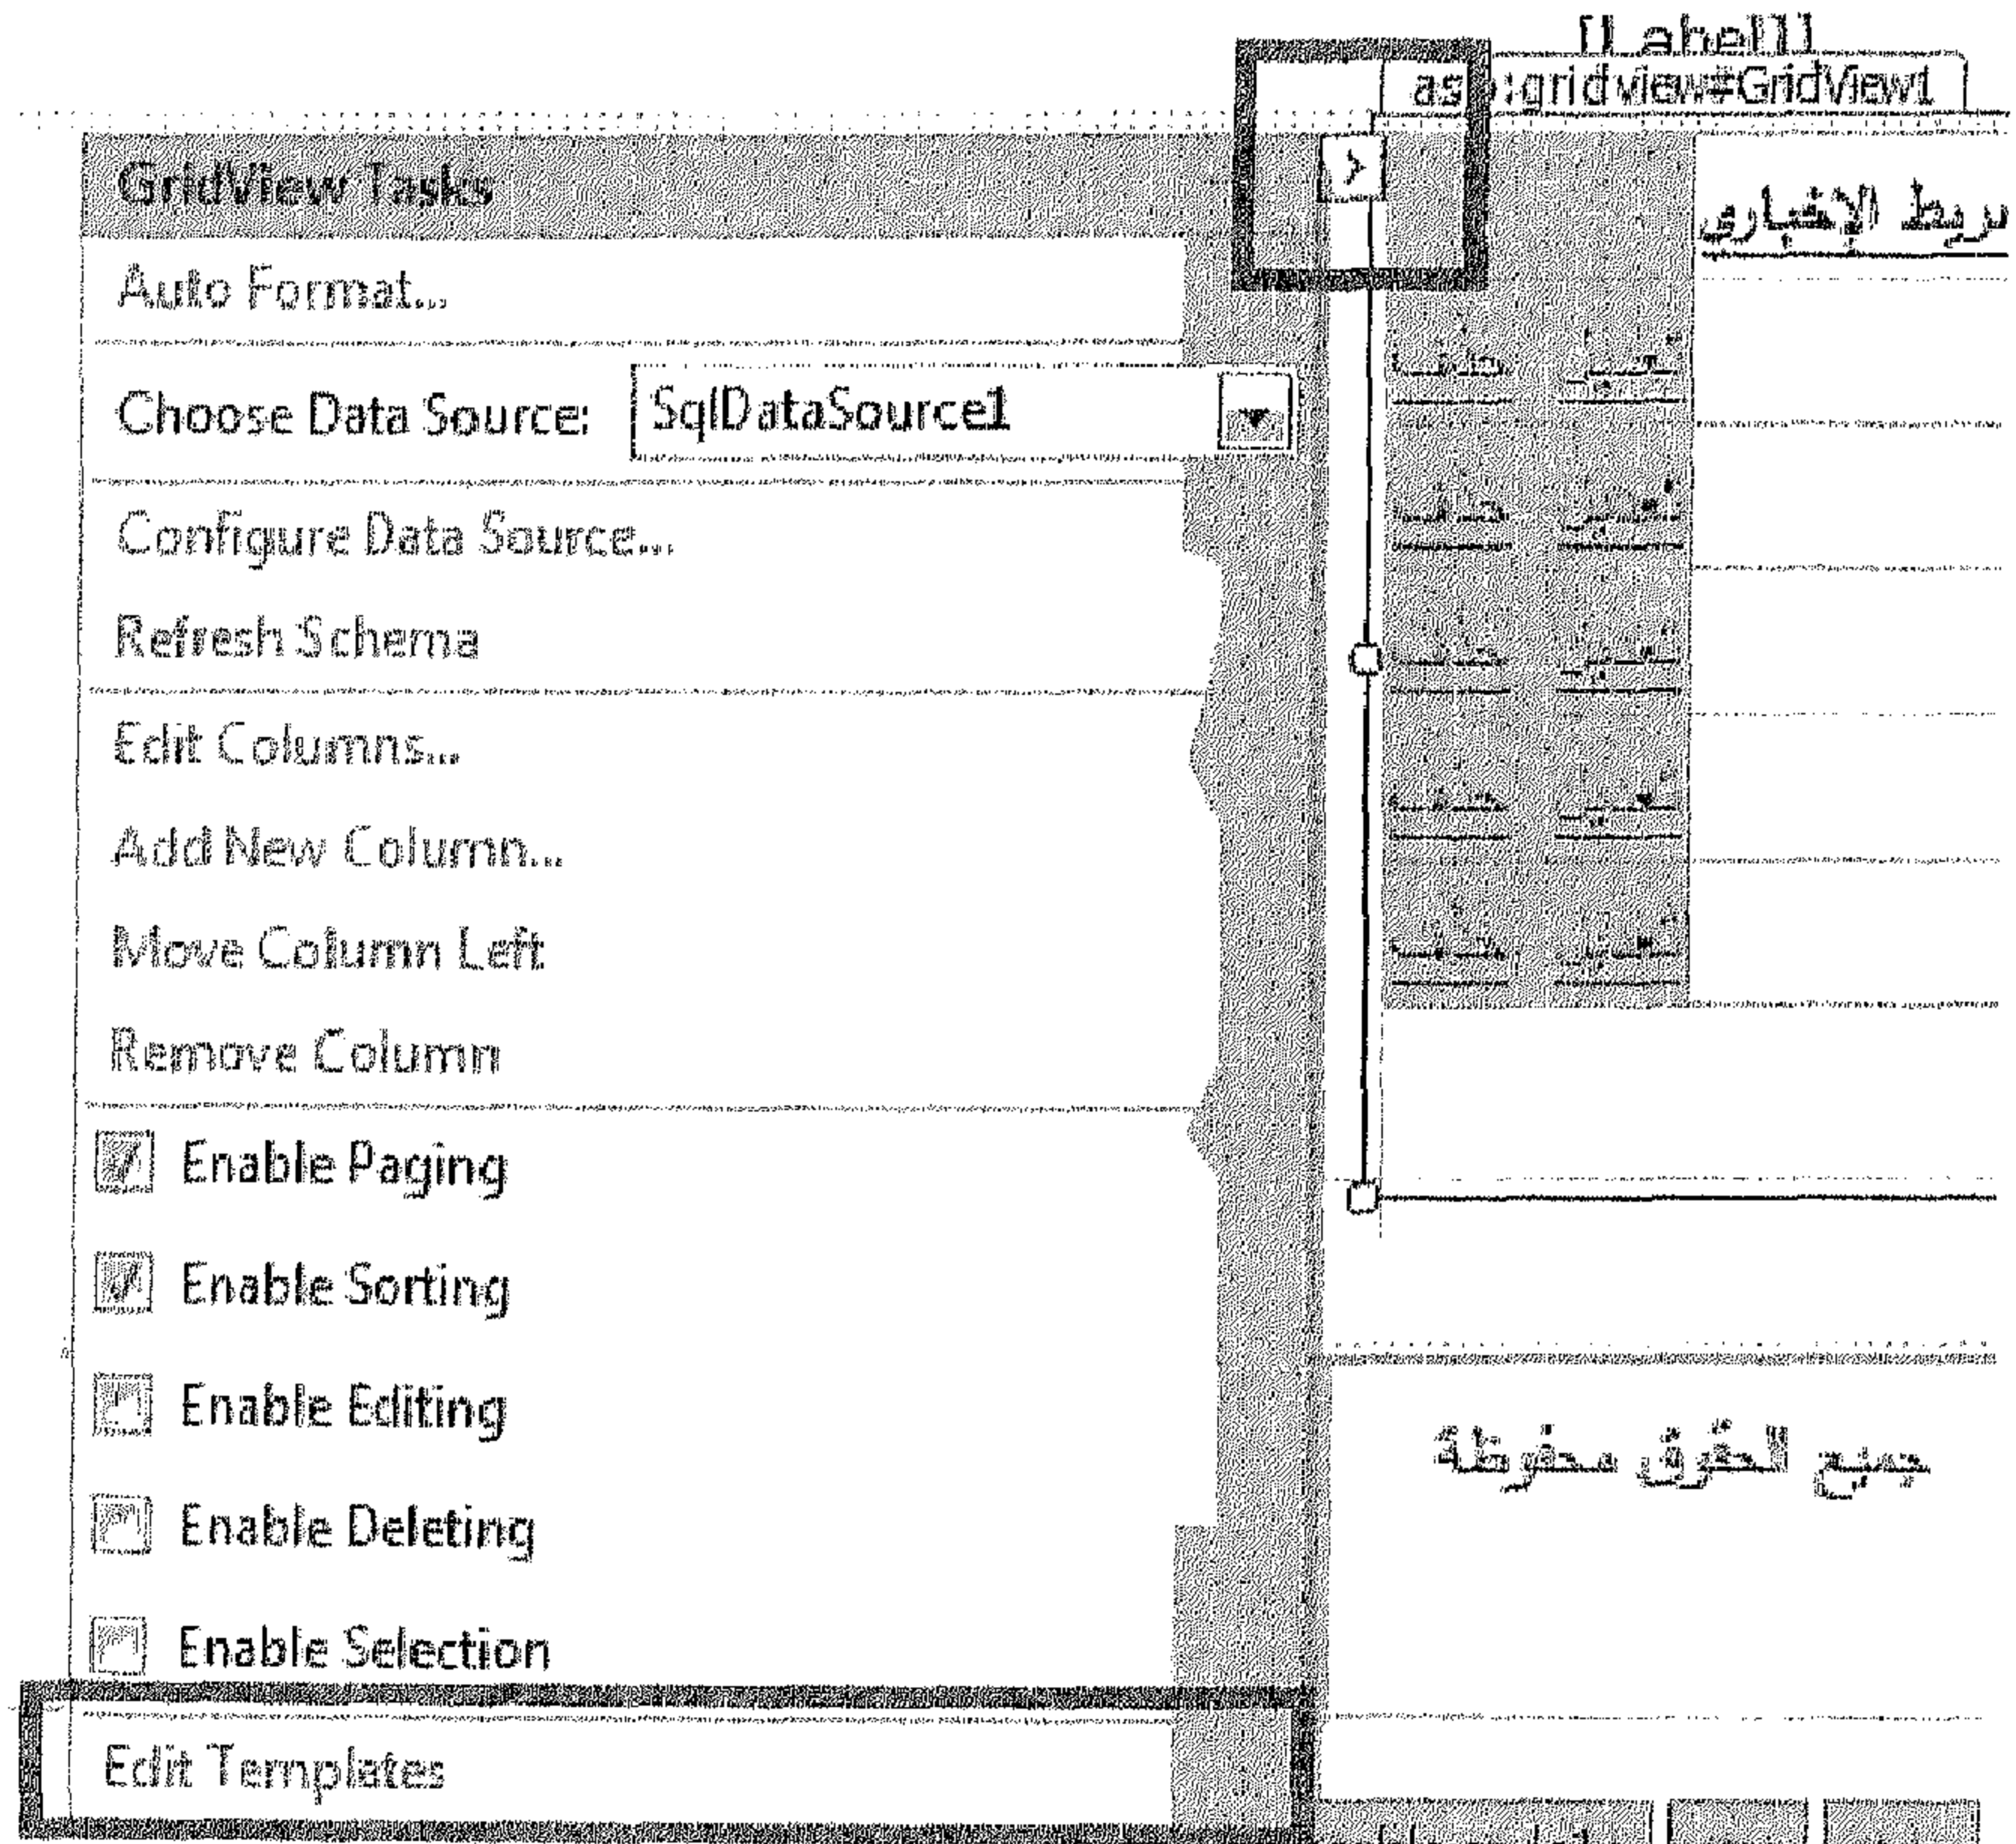 [Label1]
asp:gridview#GridView1
GridView Tasks
الإخباري
Auto Format...
Choose Data Source: SqlDataSource1
Configure Data Source...
Refresh Schema
Edit Columns...
Add New Column...
Move Column Left
Remove Column
Enable Paging
Enable Sorting
Enable Editing
Enable Deleting
Enable Selection
Edit Templates
جميع الحقوق محفوظة